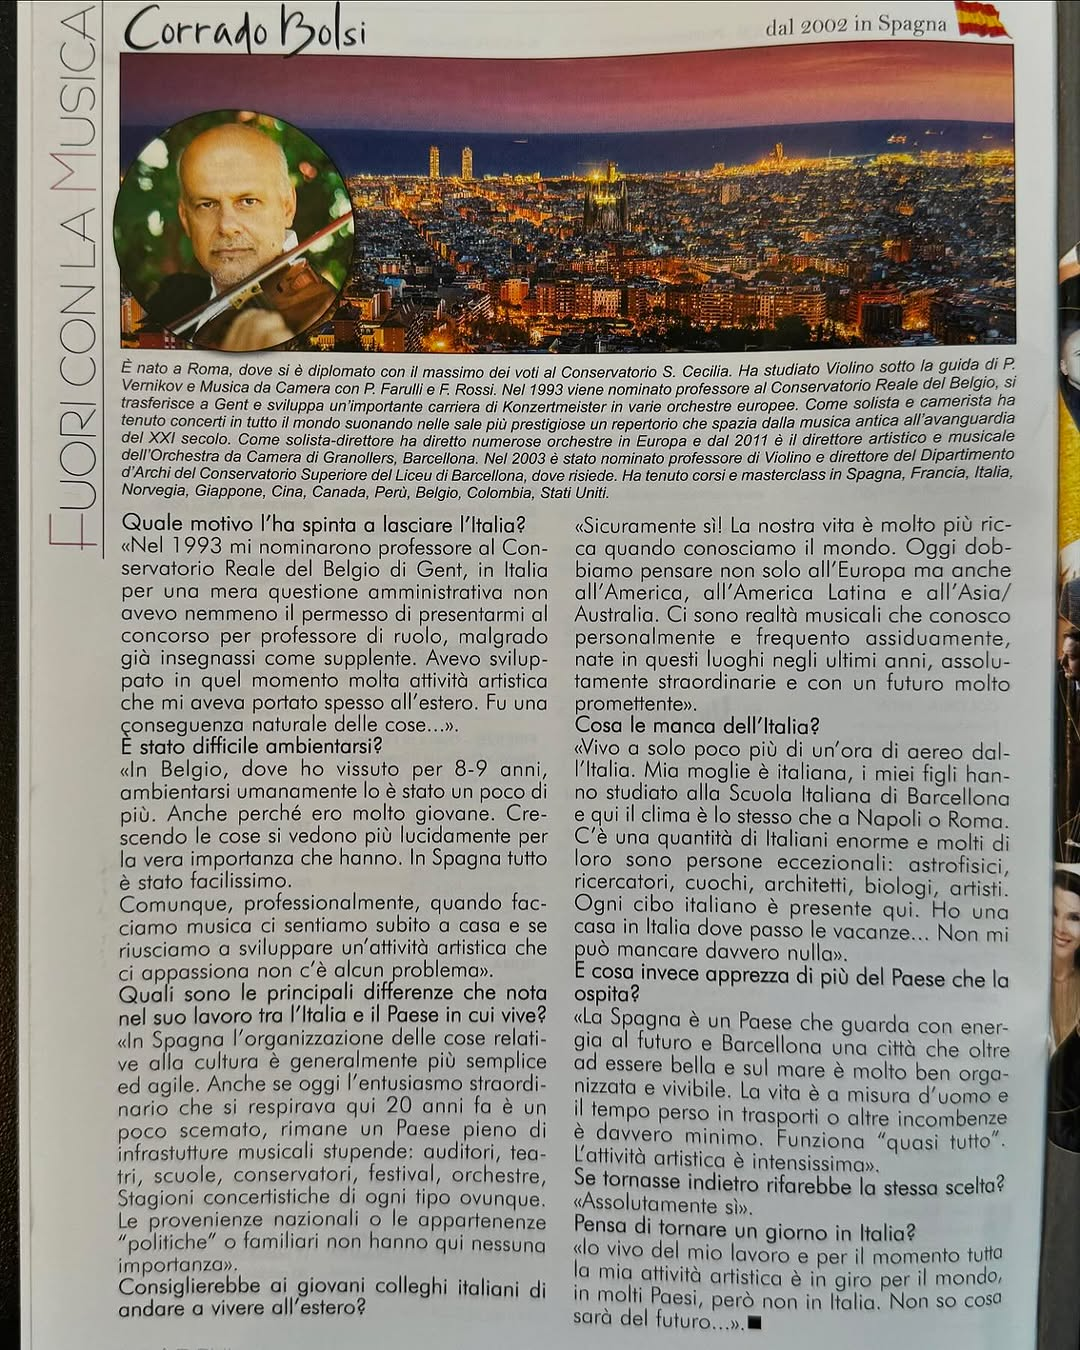 FUORI CON LA MUSICA
Corrado Bolsi
dal 2002 in Spagna
È nato a Roma, dove si è diplomato con il massimo dei voti al Conservatorio S. Cecilia. Ha studiato Violino sotto la guida di P.
Vernikov e Musica da Camera con P. Farulli e F. Rossi. Nel 1993 viene nominato professore al Conservatorio Reale del Belgio, si
trasferisce a Gent e sviluppa un'importante carriera di Konzertmeister in varie orchestre europee. Come solista e camerista ha
tenuto concerti in tutto il mondo suonando nelle sale più prestigiose un repertorio che spazia dalla musica antica all'avanguardia
del XXI secolo. Come solista-direttore ha diretto numerose orchestre in Europa e dal 2011 è il direttore artistico e musicale
dell'Orchestra da Camera di Granollers, Barcellona. Nel 2003 è stato nominato professore di Violino e direttore del Dipartimento
d'Archi del Conservatorio Superiore del Liceu di Barcellona, dove risiede. Ha tenuto corsi e masterclass in Spagna, Francia, Italia,
Norvegia, Giappone, Cina, Canada, Perù, Belgio, Colombia, Stati Uniti.
Quale motivo l'ha spinta a lasciare l'Italia?
«Nel 1993 mi nominarono professore al Con-
servatorio Reale del Belgio di Gent, in Italia
per una mera questione amministrativa non
avevo nemmeno il permesso di presentarmi al
concorso per professore di ruolo, malgrado
già insegnassi come supplente. Avevo svilup-
pato in quel momento molta attività artistica
che mi aveva portato spesso all'estero. Fu una
conseguenza naturale delle cose...».
È stato difficile ambientarsi?
«In Belgio, dove ho vissuto per 8-9 anni,
ambientarsi umanamente lo è stato un poco di
più. Anche perché ero molto giovane. Cre-
scendo le cose si vedono più lucidamente per
la vera importanza che hanno. In Spagna tutto
è stato facilissimo.
Comunque, professionalmente, quando fac-
ciamo musica ci sentiamo subito a casa e se
riusciamo a sviluppare un'attività artistica che
ci appassiona non c'è alcun problema».
Quali sono le principali differenze che nota
nel suo lavoro tra l'Italia e il Paese in cui vive?
«In Spagna l'organizzazione delle cose relati-
ve alla cultura è generalmente più semplice
ed agile. Anche se oggi l'entusiasmo straordi-
nario che si respirava qui 20 anni fa è un
poco scemato, rimane un Paese pieno di
infrastutture musicali stupende: auditori, tea-
tri, scuole, conservatori, festival, orchestre,
Stagioni concertistiche di ogni tipo ovunque.
Le provenienze nazionali o le appartenenze
"politiche" o familiari non hanno qui nessuna
importanza».
Consiglierebbe ai giovani colleghi italiani di
andare a vivere all'estero?
«Sicuramente sì! La nostra vita è molto più ric-
ca quando conosciamo il mondo. Oggi dob-
biamo pensare non solo all'Europa ma anche
all'America, all'America Latina e all'Asia/
Australia. Ci sono realtà musicali che conosco
personalmente e frequento assiduamente,
nate in questi luoghi negli ultimi anni, assolu-
tamente straordinarie e con un futuro molto
promettente».
Cosa le manca dell'Italia?
«Vivo a solo poco più di un'ora di aereo dal-
l'Italia. Mia moglie è italiana, i miei figli han-
no studiato alla Scuola Italiana di Barcellona
e qui il clima è lo stesso che a Napoli o Roma.
C'è una quantità di Italiani enorme e molti di
loro sono persone eccezionali: astrofisici,
ricercatori, cuochi, architetti, biologi, artisti.
Ogni cibo italiano è presente qui. Ho una
casa in Italia dove passo le vacanze... Non mi
può mancare davvero nulla».
E cosa invece apprezza di più del Paese che la
ospita?
«La Spagna è un Paese che guarda con ener-
gia al futuro e Barcellona una città che oltre
ad essere bella e sul mare è molto ben orga-
nizzata e vivibile. La vita è a misura d'uomo e
il tempo perso in trasporti o altre incombenze
è davvero minimo. Funziona "quasi tutto".
L'attività artistica è intensissima».
Se tornasse indietro rifarebbe la stessa scelta?
«Assolutamente sì».
Pensa di tornare un giorno in Italia?
«Io vivo del mio lavoro e per il momento tutta
la mia attività artistica è in giro per il mondo,
in molti Paesi, però non in Italia. Non so cosa
sarà del futuro...».■